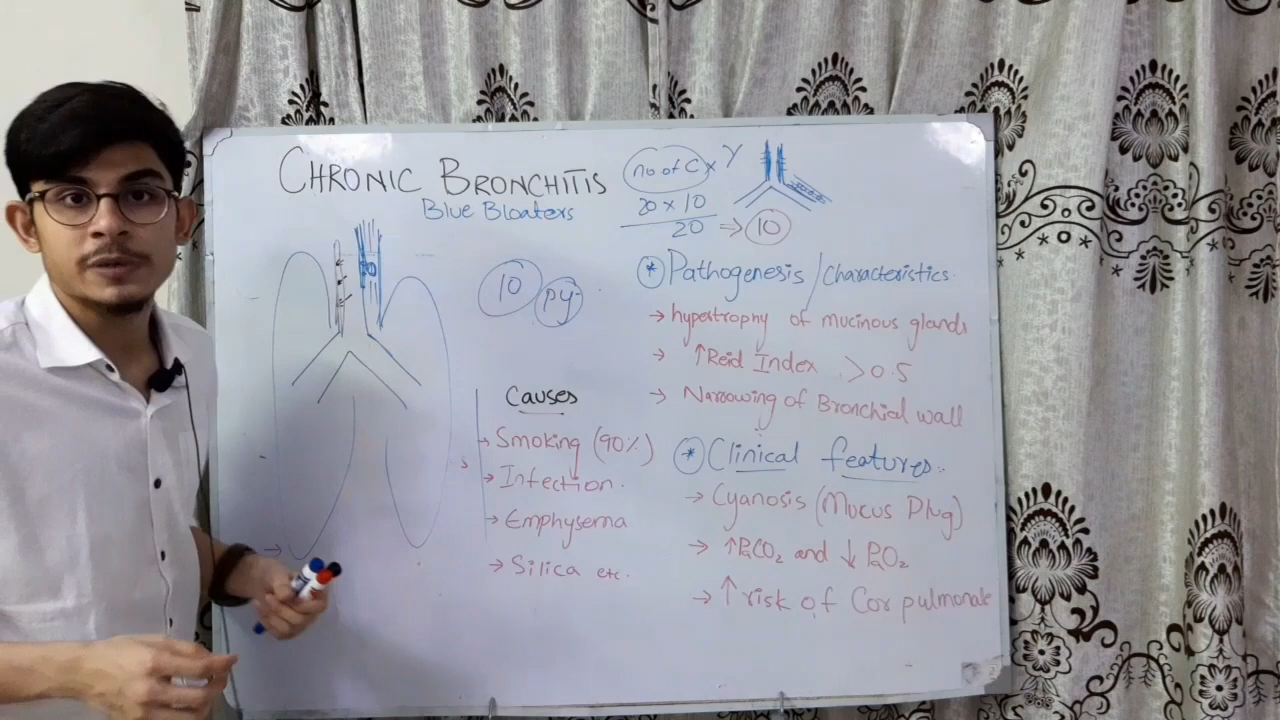 CHRONIC BRONCHITIS
Blue Bloaters
no of C x Y
20 x 10
20 → 10
10 py
* Pathogenesis / Characteristics.
→ hypertrophy of mucinous glands
→ ↑Reid Index > 0.5
→ Narrowing of Bronchial wall
Causes
→ Smoking (90%)
→ Infection.
→ Emphysema
→ Silica etc.
* Clinical features:
→ Cyanosis (Mucus Plug)
→ ↑PaCO2 and ↓ PaO2
→ ↑ risk of Cor pulmonale